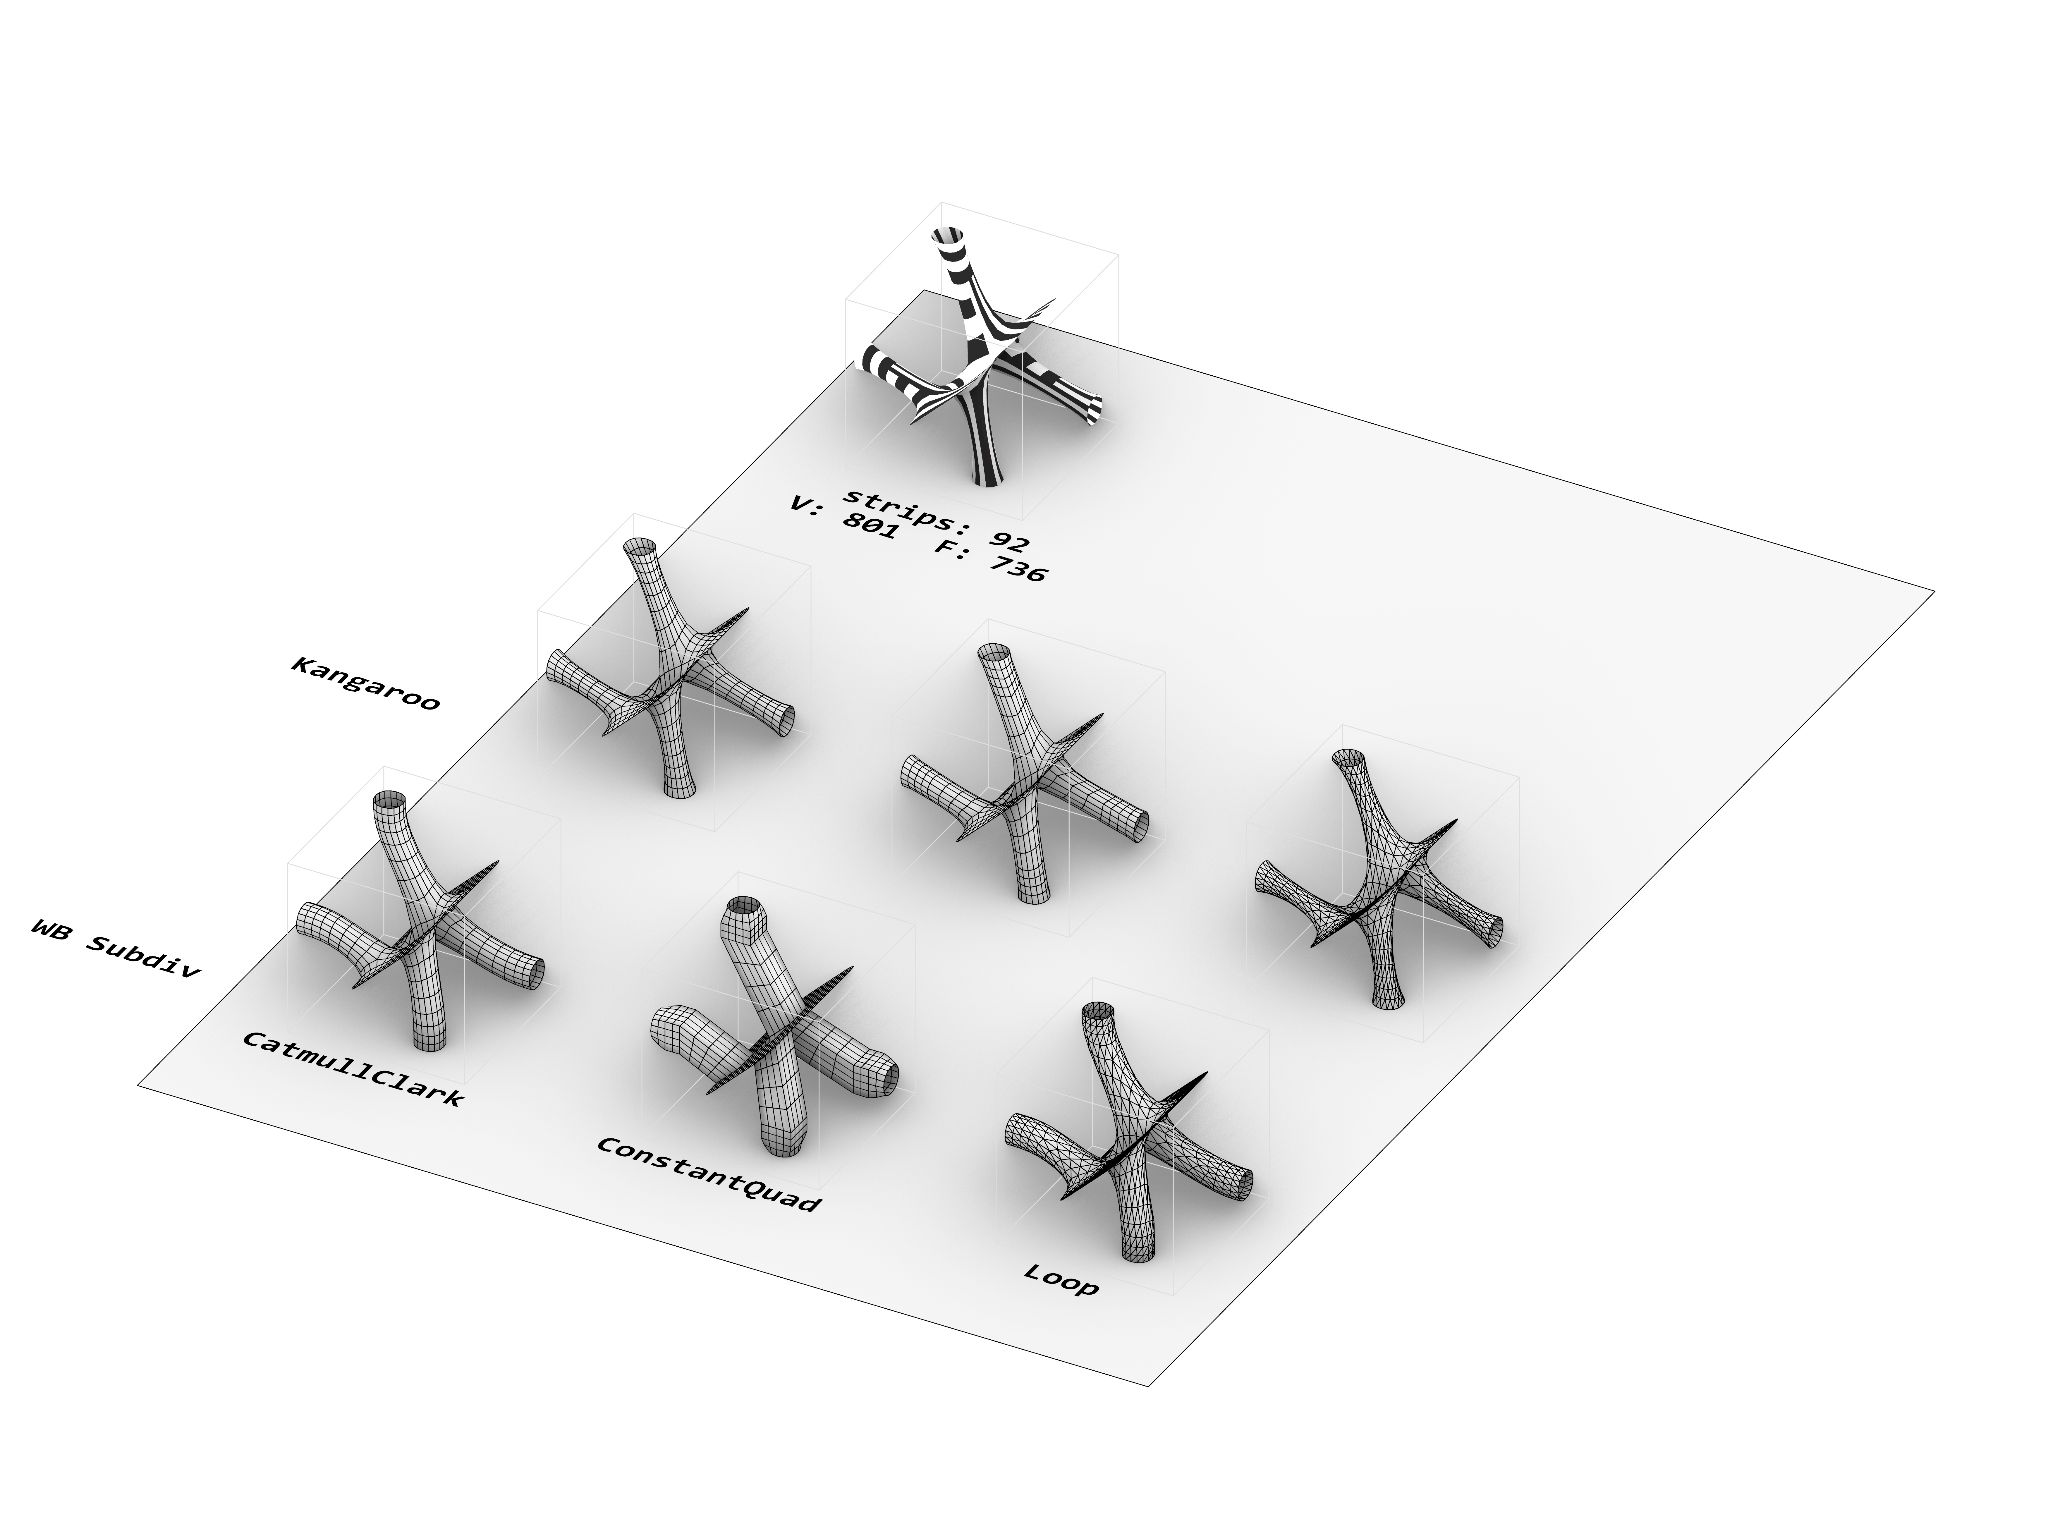 strips: 92
V: 801  F: 736
Kangaroo
WB Subdiv
CatmullClark
ConstantQuad
Loop